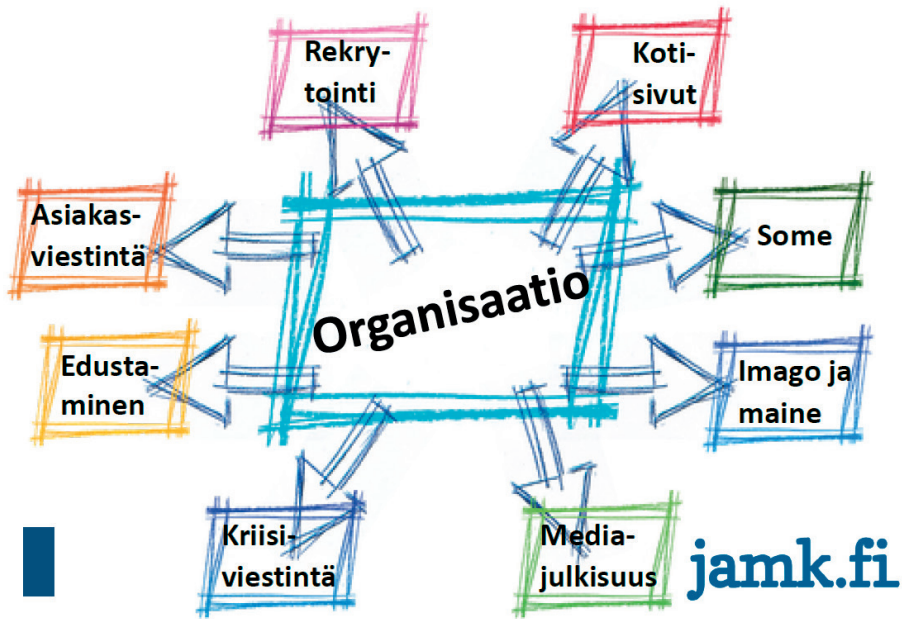 Rekry-
tointi
Koti-
sivut
Asiakas-
viestintä
Some
Organisaatio
Edusta-
minen
Imago ja
maine
Kriisi-
viestintä
Media-
julkisuus
jamk.fi